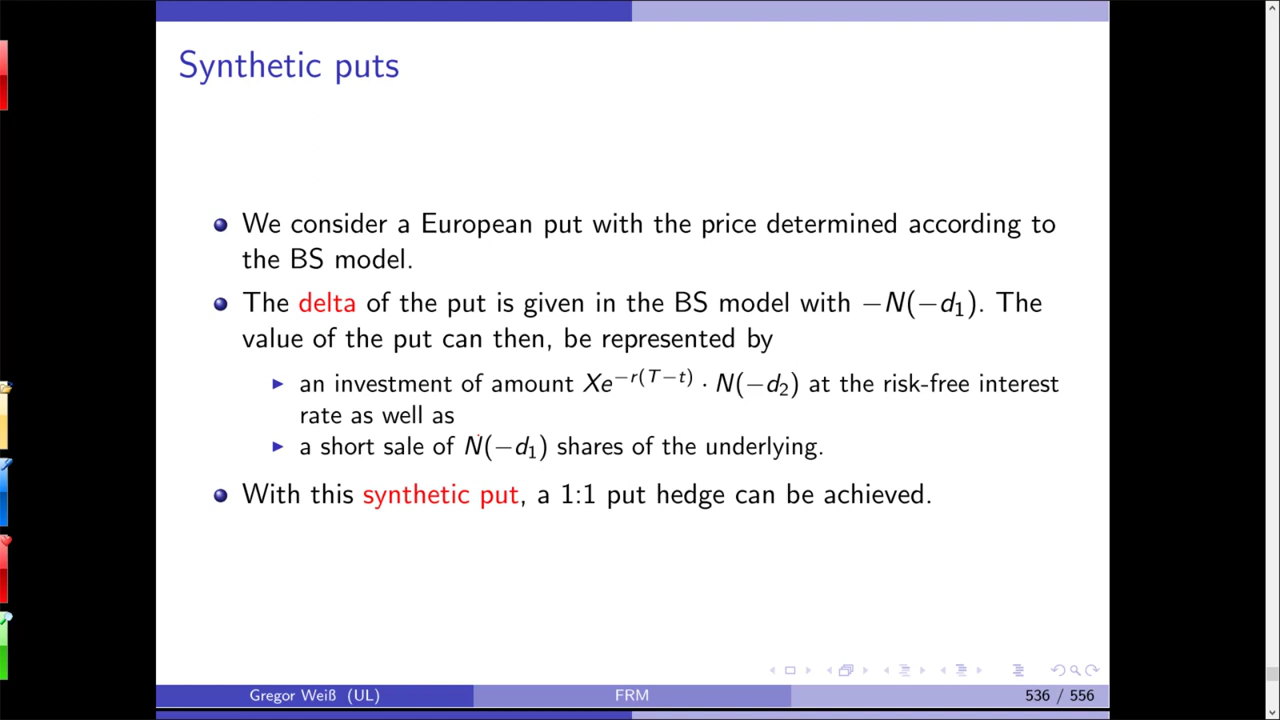 Synthetic puts
We consider a European put with the price determined according to
the BS model.
The delta of the put is given in the BS model with −N(−d₁). The
value of the put can then, be represented by
an investment of amount Xe^{−r(T−t)} · N(−d₂) at the risk-free interest
rate as well as
a short sale of N(−d₁) shares of the underlying.
With this synthetic put, a 1:1 put hedge can be achieved.
Gregor Weiß (UL) FRM 536 / 556